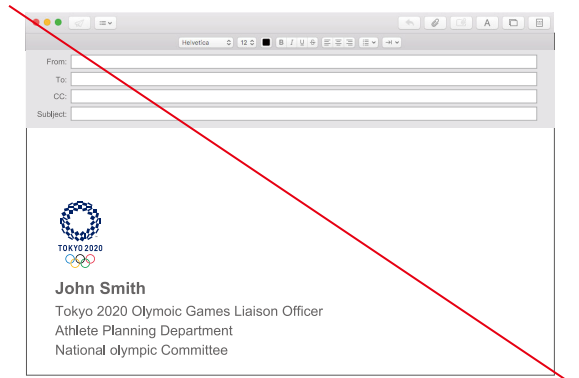 Helvetica 12 B I U S
A
From:
To:
CC:
Subject:
TOKYO 2020
John Smith
Tokyo 2020 Olymoic Games Liaison Officer
Athlete Planning Department
National olympic Committee